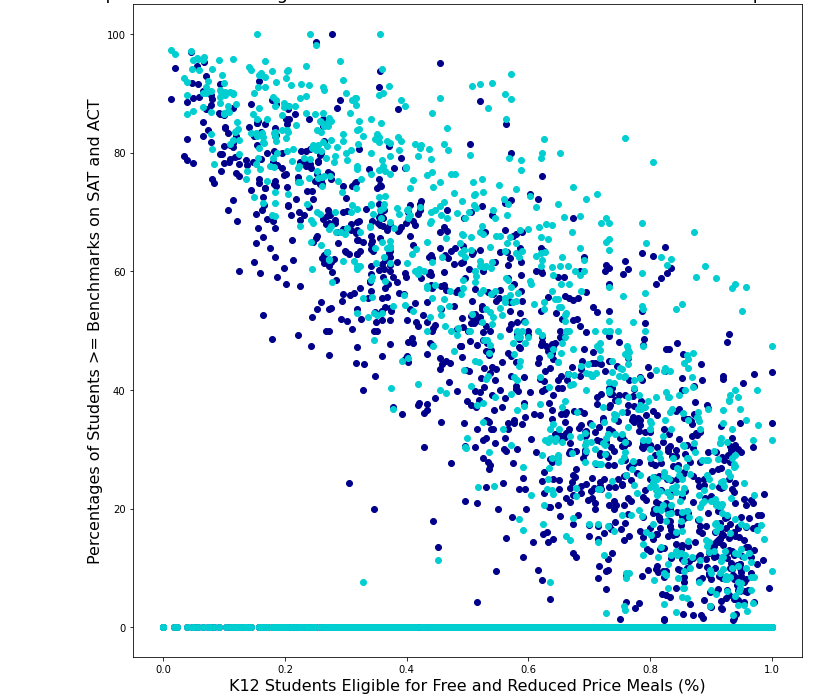 100
80
60
40
20
0
Percentages of Students >= Benchmarks on SAT and ACT
0.0 0.2 0.4 0.6 0.8 1.0
K12 Students Eligible for Free and Reduced Price Meals (%)